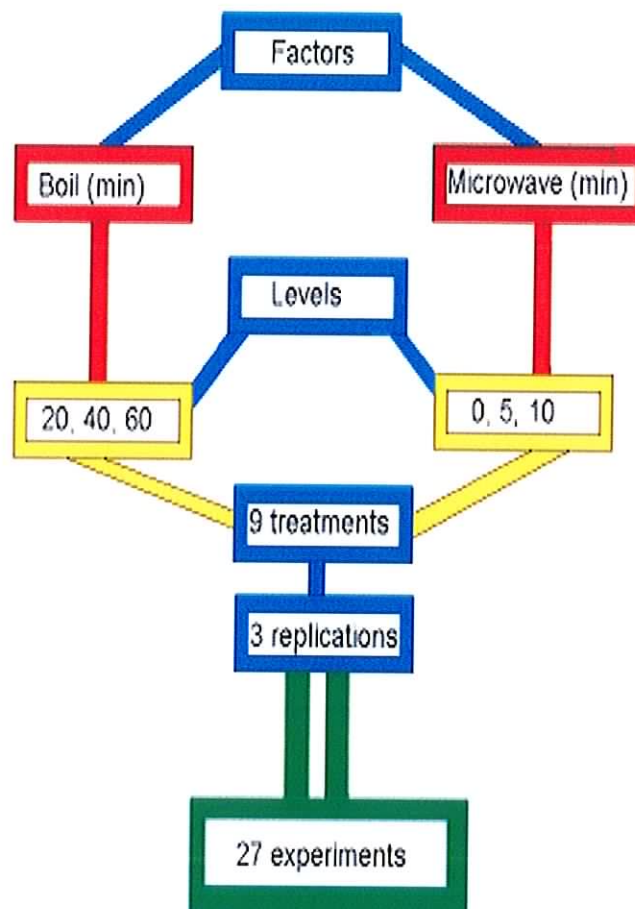 Factors
Boil (min)
Microwave (min)
Levels
20, 40, 60
0, 5, 10
9 treatments
3 replications
27 experiments